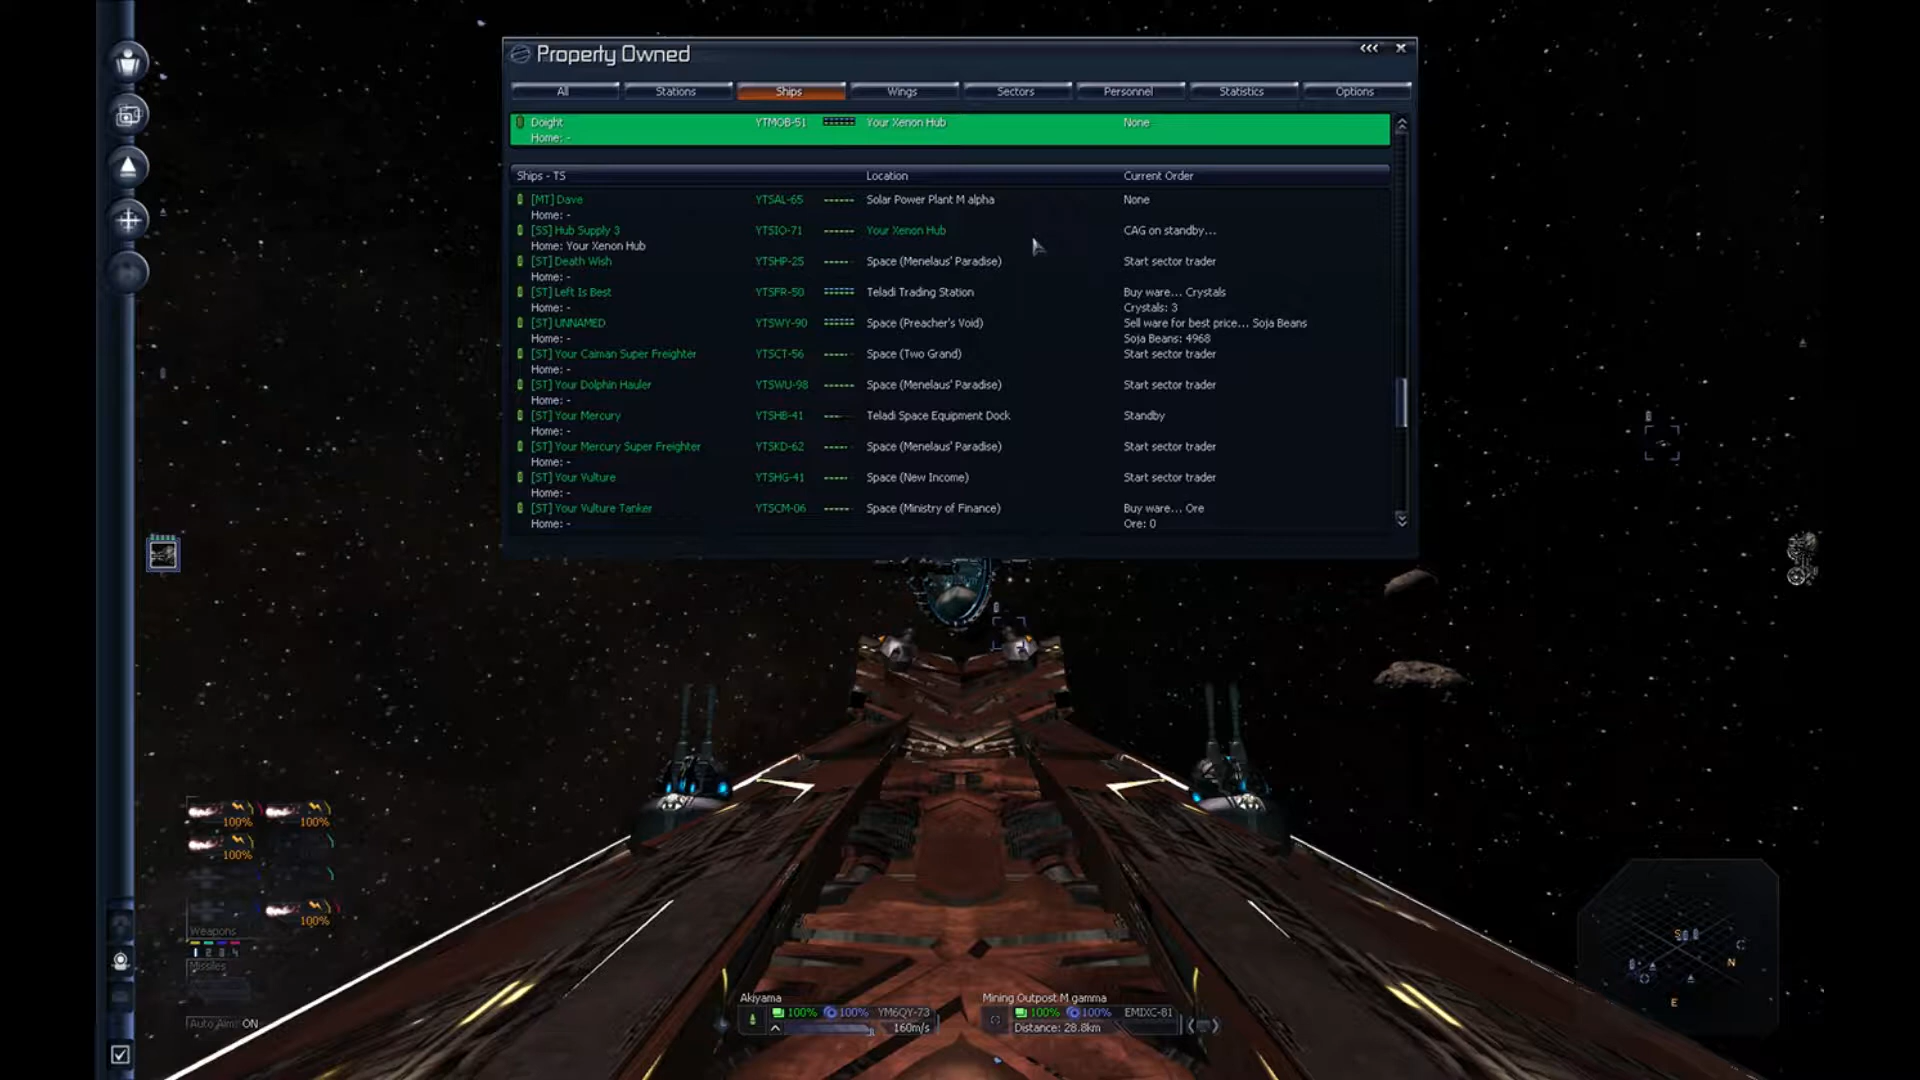 Property Owned
All Stations Ships Wings Sectors Personnel Statistics Options
Doight YTMOB-51 Your Xenon Hub None
Home: -
Ships - TS Location Current Order
[MT] Dave YTSAL-65 Solar Power Plant M alpha None
Home: -
[SS] Hub Supply 3 YTSIO-71 Your Xenon Hub CAG on standby...
Home: Your Xenon Hub
[ST] Death Wish YTSHP-25 Space (Menelaus' Paradise) Start sector trader
Home: -
[ST] Left Is Best YTSFR-50 Teladi Trading Station Buy ware... Crystals
Home: - Crystals: 3
[ST] UNNAMED YTSWY-90 Space (Preacher's Void) Sell ware for best price... Soja Beans
Home: - Soja Beans: 4968
[ST] Your Caiman Super Freighter YTSCT-56 Space (Two Grand) Start sector trader
Home: -
[ST] Your Dolphin Hauler YTSWU-98 Space (Menelaus' Paradise) Start sector trader
Home: -
[ST] Your Mercury YTSHB-41 Teladi Space Equipment Dock Standby
Home: -
[ST] Your Mercury Super Freighter YTSKD-62 Space (Menelaus' Paradise) Start sector trader
Home: -
[ST] Your Vulture YTSHG-41 Space (New Income) Start sector trader
Home: -
[ST] Your Vulture Tanker YTSCM-06 Space (Ministry of Finance) Buy ware... Ore
Home: - Ore: 0
100% 100%
100%
100%
Weapons
1 2 3 4
Missiles
Auto Aim: ON
Akiyama
100% 100% YM6QY-73
160m/s
Mining Outpost M gamma
100% 100% EMIXC-81
Distance: 28.8km
S
N
E